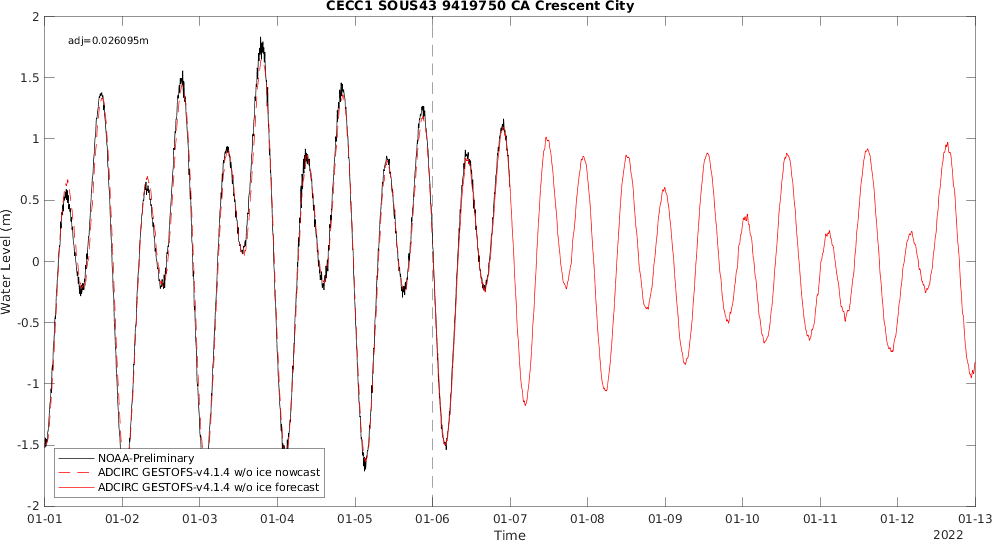 CECC1 SOUS43 9419750 CA Crescent City
adj=0.026095m
2
1.5
1
0.5
0
-0.5
-1
-1.5
-2
Water Level (m)
NOAA-Preliminary
ADCIRC GESTOFS-v4.1.4 w/o ice nowcast
ADCIRC GESTOFS-v4.1.4 w/o ice forecast
01-01 01-02 01-03 01-04 01-05 01-06 01-07 01-08 01-09 01-10 01-11 01-12 01-13
Time
2022